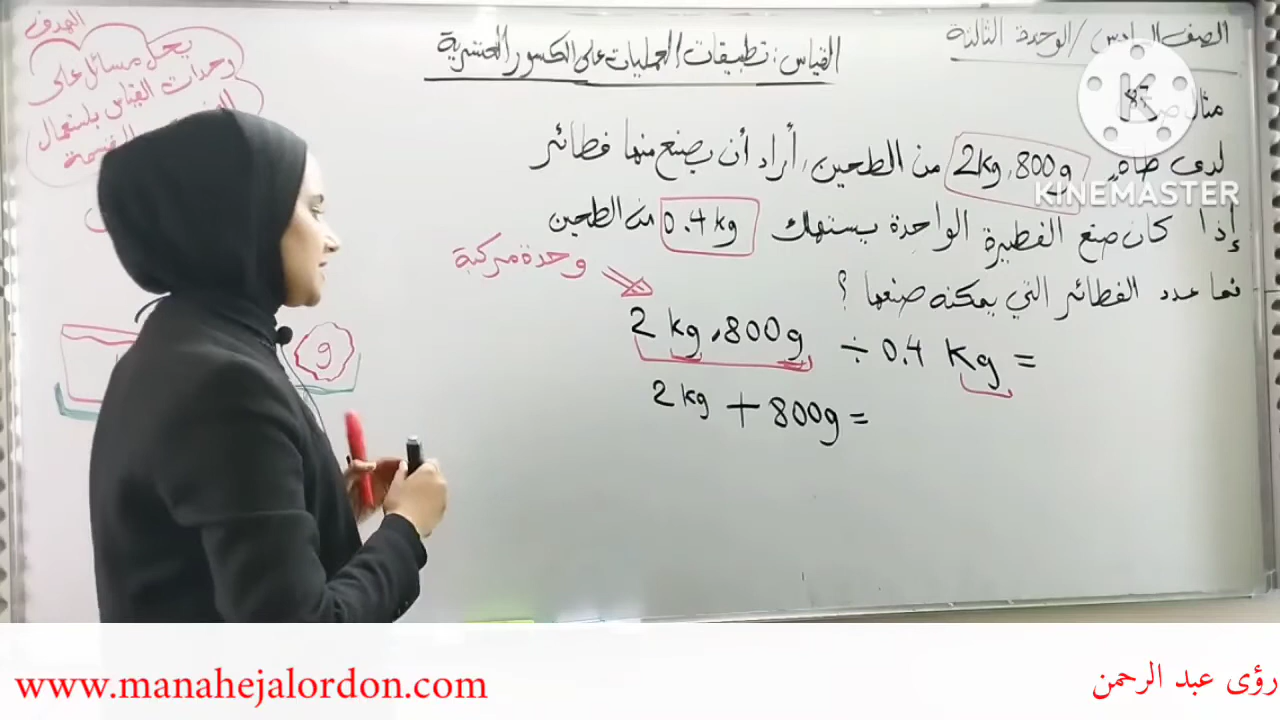 الصف السادس / الوحدة الثالثة
القياس: تطبيقات العمليات على الكسور العشرية
الهدف
يحل مسائل على
وحدات القياس باستعمال
مثال
KINEMASTER
لدى طاهٍ 2kg,800g من الطحين، أراد أن يصنع منها فطائر
إذا كان صنع الفطيرة الواحدة يستهلك 0.4 kg من الطحين
فما عدد الفطائر التي يمكنه صنعها ؟
وحدة مركبة
2 kg,800g ÷ 0.4 Kg =
2 kg + 800g =
g
www.manahejalordon.com
رؤى عبد الرحمن